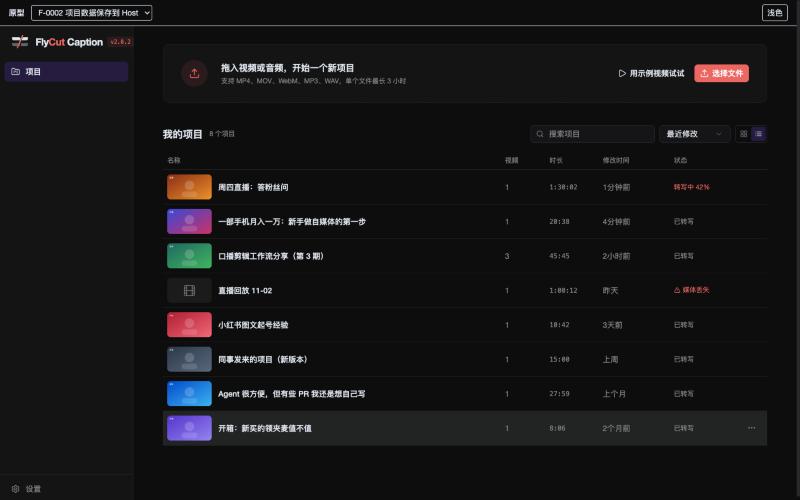 原型 F-0002 项目数据保存到 Host 浅色
FlyCut Caption v2.0.2
项目
拖入视频或音频，开始一个新项目
支持 MP4、MOV、WebM、MP3、WAV，单个文件最长 3 小时
用示例视频试试 选择文件
我的项目 8 个项目 搜索项目 最近修改
名称 视频 时长 修改时间 状态
周四直播：答粉丝问 1 1:30:02 1分钟前 转写中 42%
一部手机月入一万：新手做自媒体的第一步 1 20:38 4分钟前 已转写
口播剪辑工作流分享（第 3 期） 3 45:45 2小时前 已转写
直播回放 11-02 1 1:00:12 昨天 媒体丢失
小红书图文起号经验 1 10:42 3天前 已转写
同事发来的项目（新版本） 1 15:00 上周 已转写
Agent 很方便，但有些 PR 我还是想自己写 1 27:59 上个月 已转写
开箱：新买的领夹麦值不值 1 8:06 2个月前 已转写 ···
设置